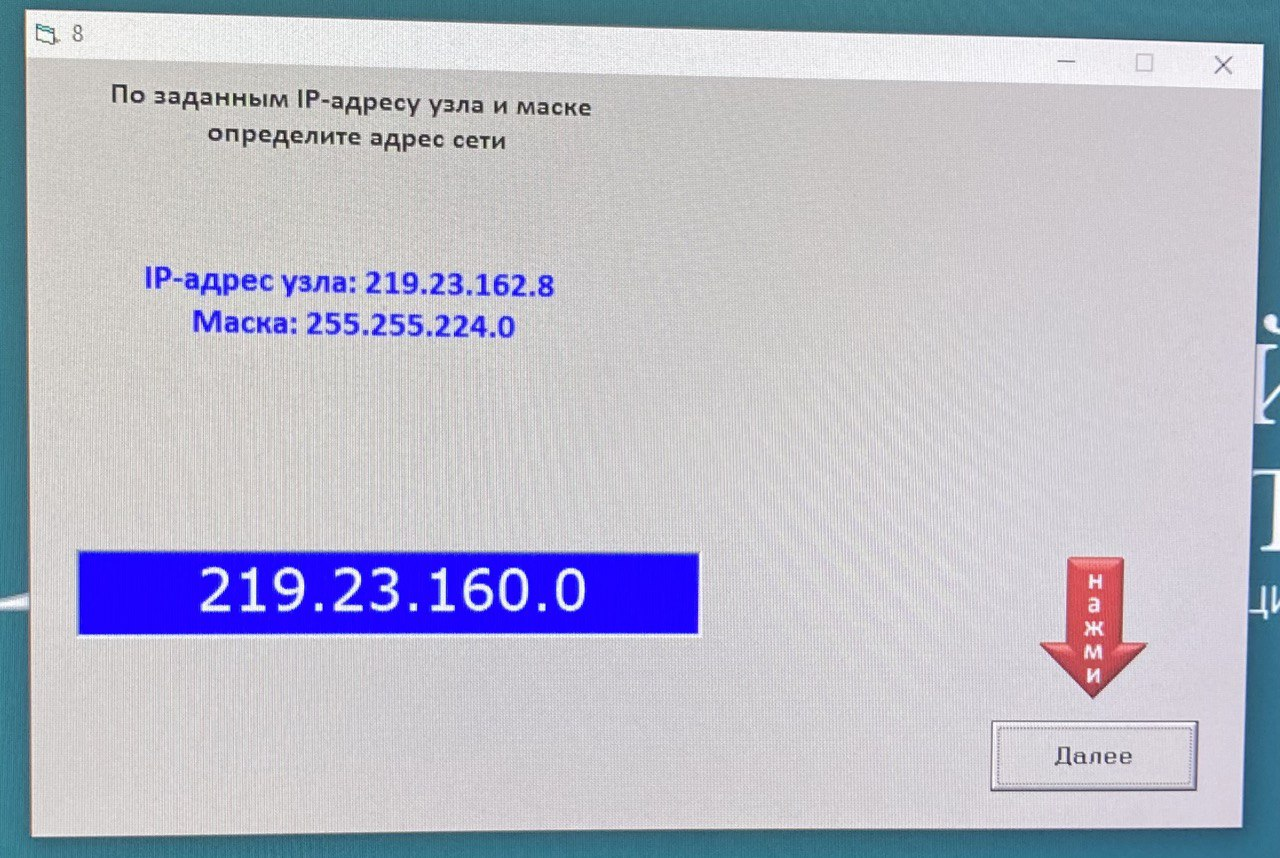 8
По заданным IP-адресу узла и маске
определите адрес сети
IP-адрес узла: 219.23.162.8
Маска: 255.255.224.0
219.23.160.0
нажми
Далее